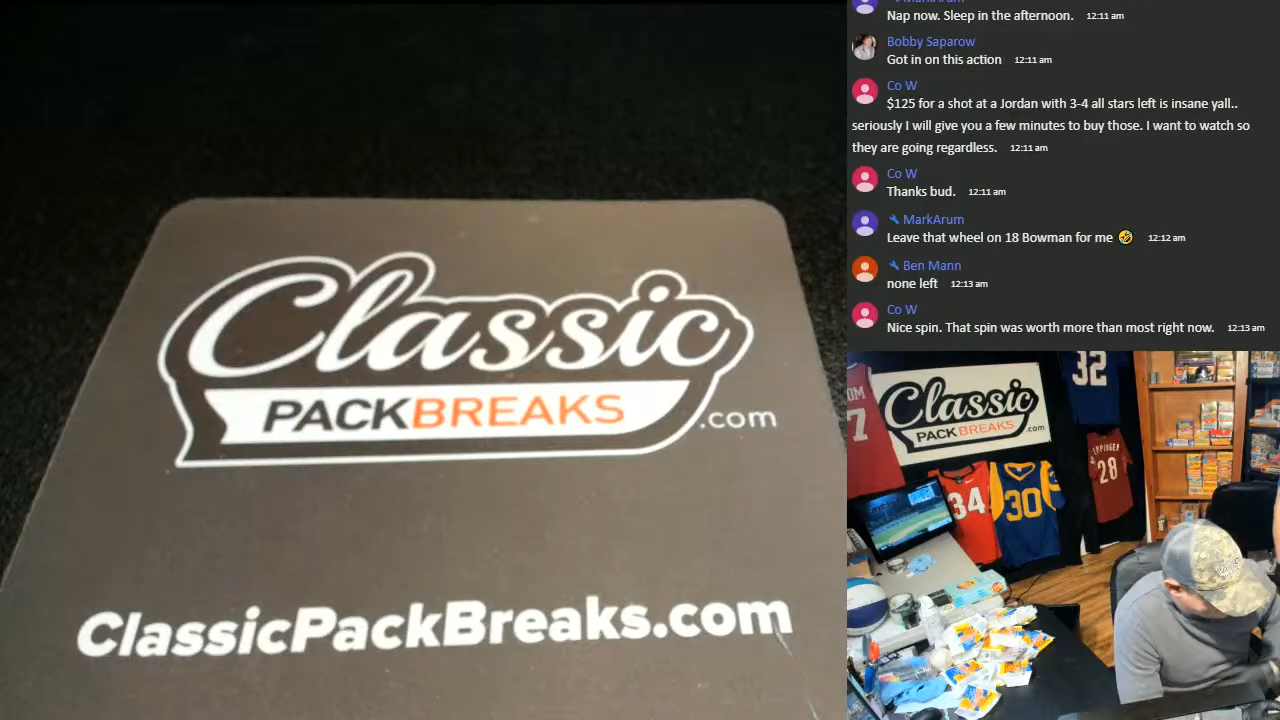 MarkArum
Nap now. Sleep in the afternoon. 12:11 am
Bobby Saparow
Got in on this action 12:11 am
Co W
$125 for a shot at a Jordan with 3-4 all stars left is insane yall..
seriously I will give you a few minutes to buy those. I want to watch so
they are going regardless. 12:11 am
Co W
Thanks bud. 12:11 am
MarkArum
Leave that wheel on 18 Bowman for me 🤣 12:12 am
Ben Mann
none left 12:13 am
Co W
Nice spin. That spin was worth more than most right now. 12:13 am
Classic
PACKBREAKS
.com
ClassicPackBreaks.com
Classic
PACKBREAKS
.com
32
7
34
30
28